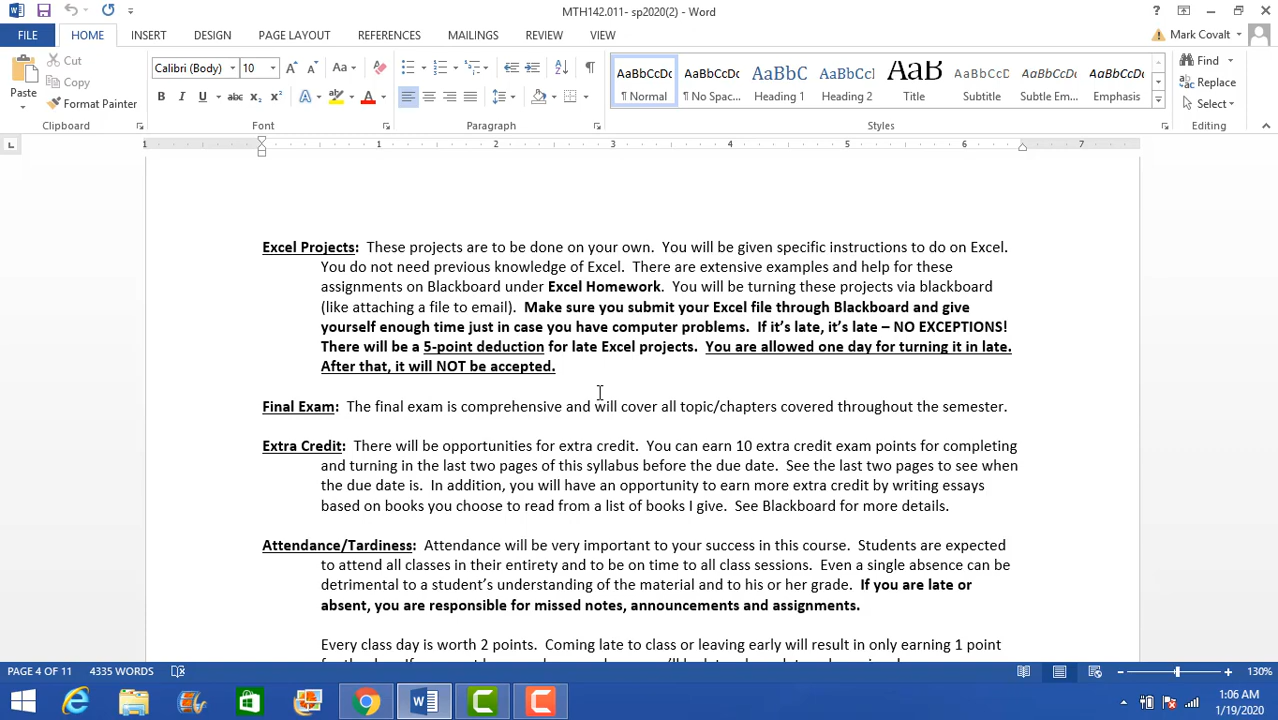 MTH142.011- sp2020(2) - Word
FILE HOME INSERT DESIGN PAGE LAYOUT REFERENCES MAILINGS REVIEW VIEW Mark Covalt
Cut
Copy
Format Painter
Paste
Calibri (Body) 10
AaBbCcDc AaBbCcDc AaBbC AaBbCcC AaB AaBbCcDc AaBbCcDc AaBbCcDc
¶ Normal ¶ No Spac... Heading 1 Heading 2 Title Subtitle Subtle Em... Emphasis
Find
Replace
Select
Clipboard Font Paragraph Styles Editing
1 1 2 3 4 5 6 7
Excel Projects: These projects are to be done on your own. You will be given specific instructions to do on Excel.
You do not need previous knowledge of Excel. There are extensive examples and help for these
assignments on Blackboard under Excel Homework. You will be turning these projects via blackboard
(like attaching a file to email). Make sure you submit your Excel file through Blackboard and give
yourself enough time just in case you have computer problems. If it’s late, it’s late – NO EXCEPTIONS!
There will be a 5-point deduction for late Excel projects. You are allowed one day for turning it in late.
After that, it will NOT be accepted.
Final Exam: The final exam is comprehensive and will cover all topic/chapters covered throughout the semester.
Extra Credit: There will be opportunities for extra credit. You can earn 10 extra credit exam points for completing
and turning in the last two pages of this syllabus before the due date. See the last two pages to see when
the due date is. In addition, you will have an opportunity to earn more extra credit by writing essays
based on books you choose to read from a list of books I give. See Blackboard for more details.
Attendance/Tardiness: Attendance will be very important to your success in this course. Students are expected
to attend all classes in their entirety and to be on time to all class sessions. Even a single absence can be
detrimental to a student’s understanding of the material and to his or her grade. If you are late or
absent, you are responsible for missed notes, announcements and assignments.
Every class day is worth 2 points. Coming late to class or leaving early will result in only earning 1 point
PAGE 4 OF 11 4335 WORDS 130%
1:06 AM
1/19/2020